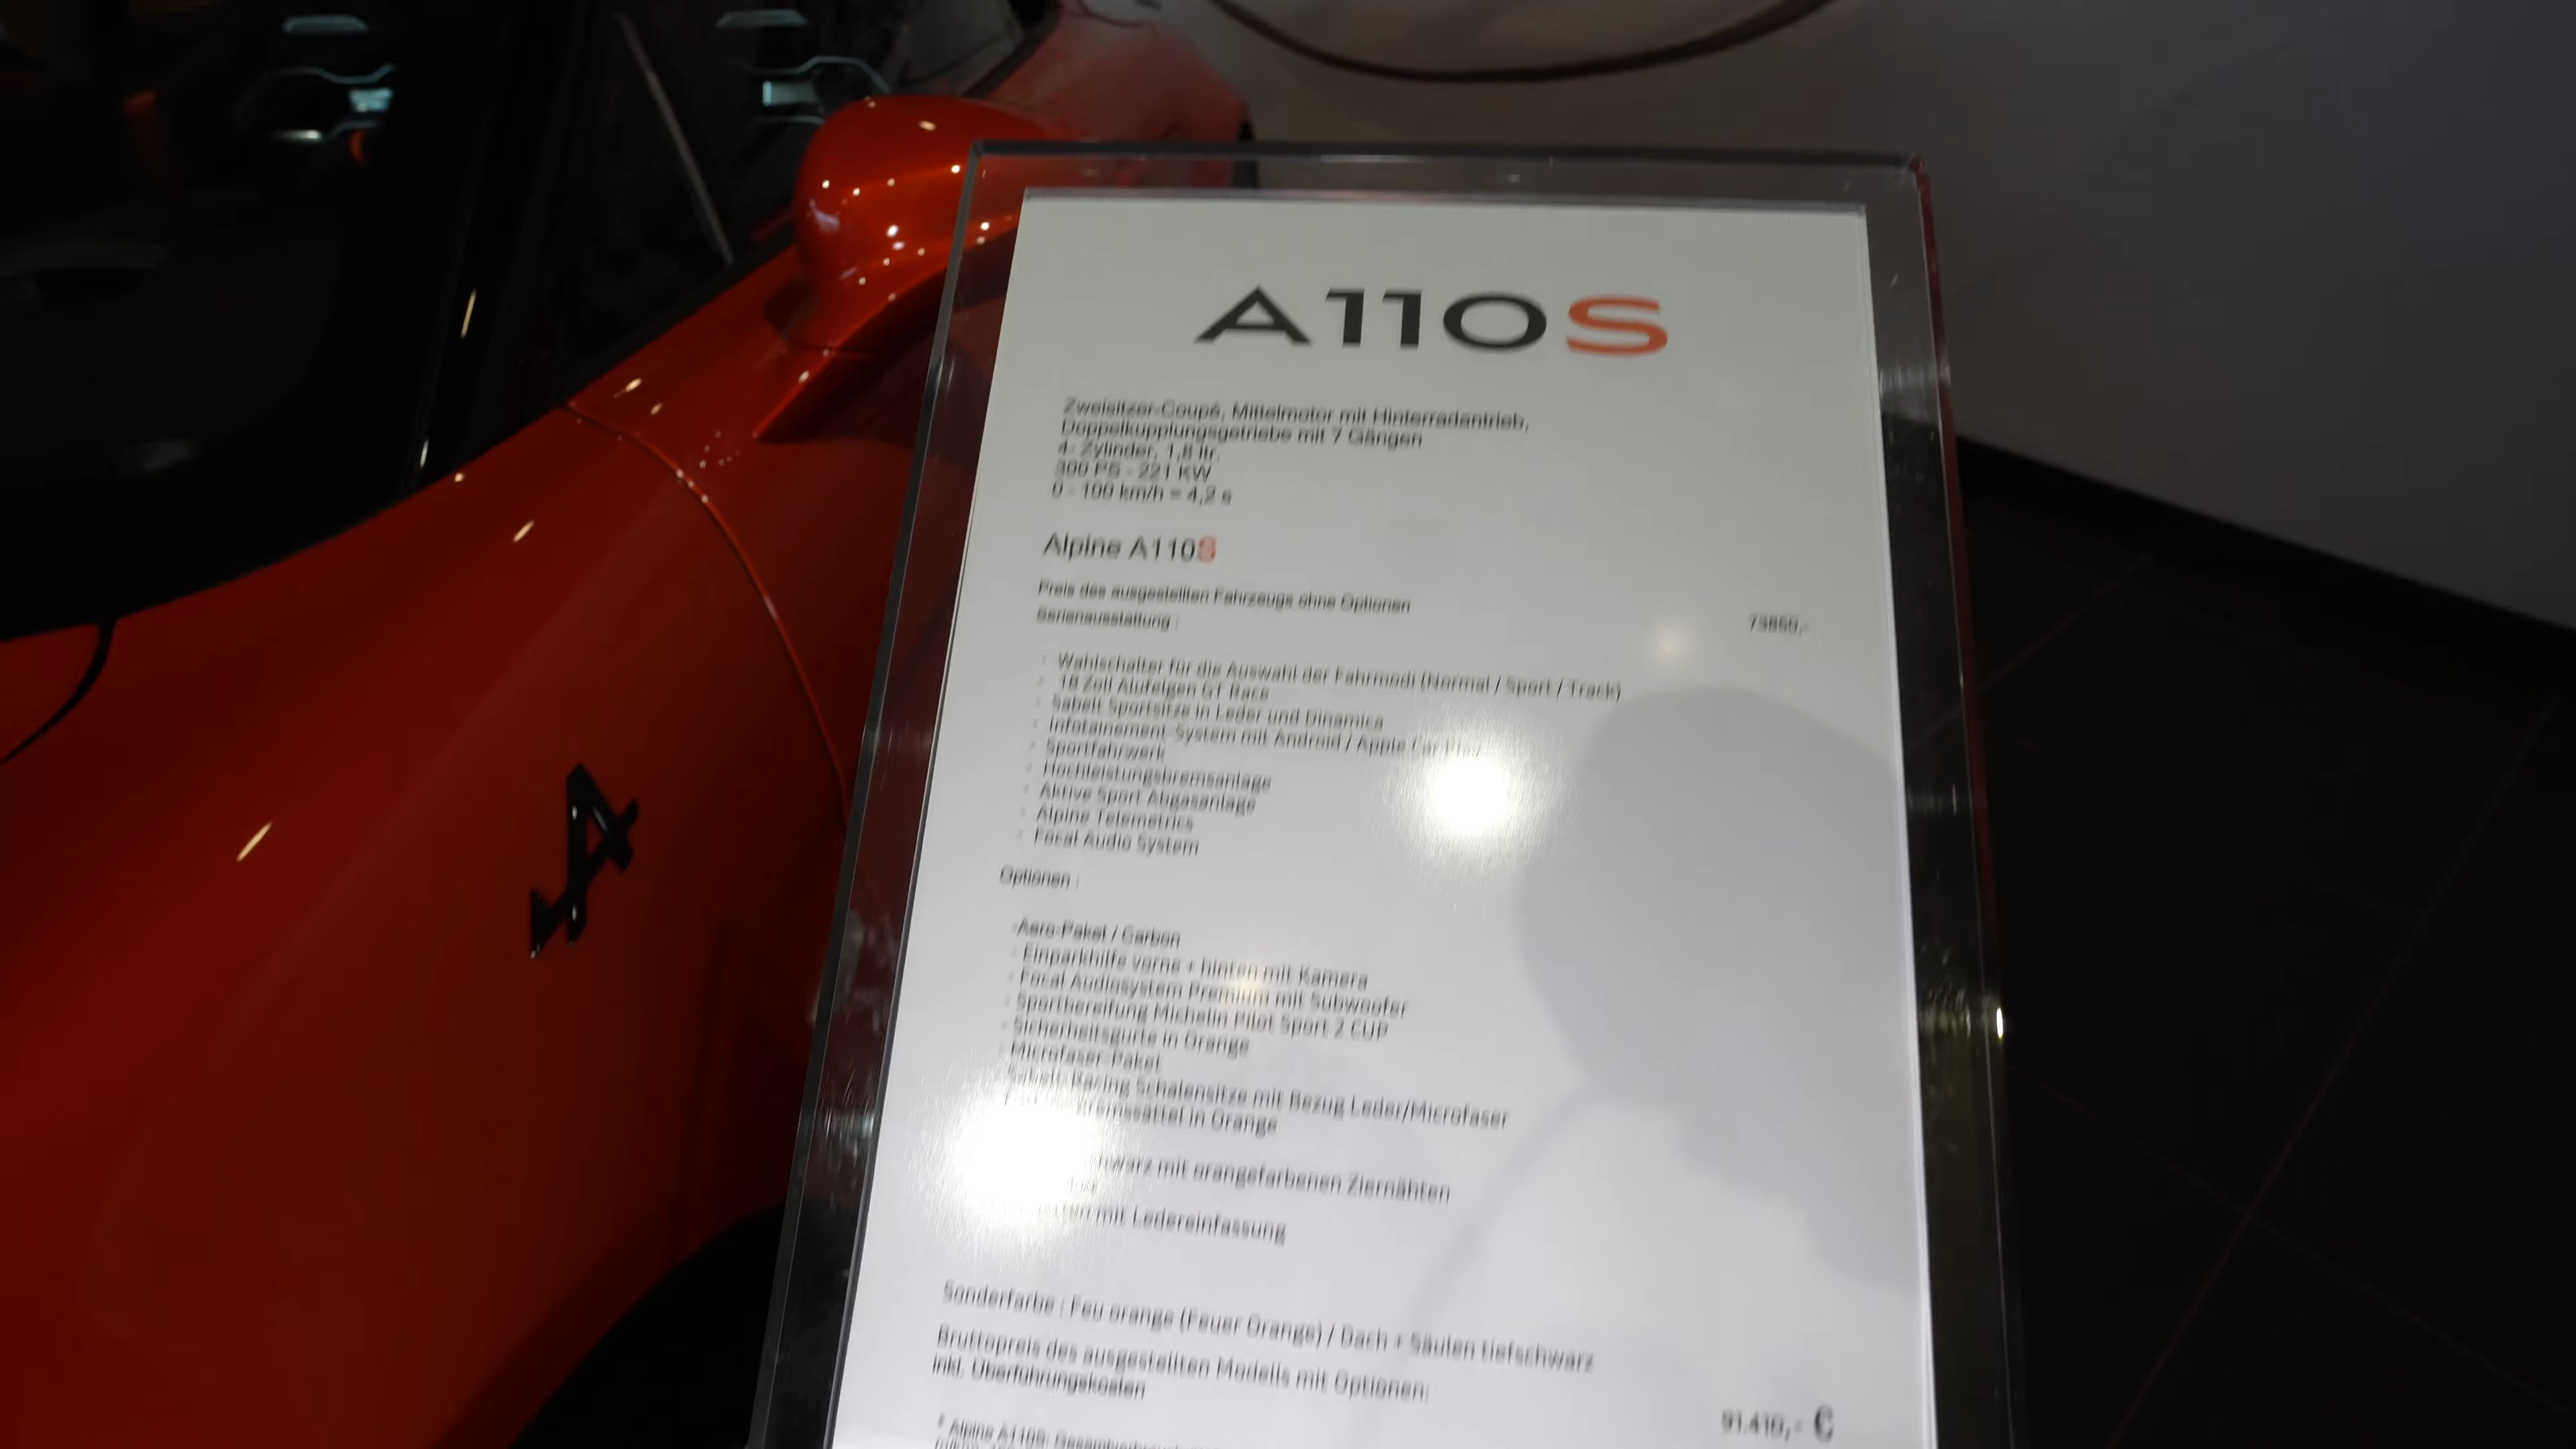 A110S
Zweisitzer-Coupé, Mittelmotor mit Hinterradantrieb,
Doppelkupplungsgetriebe mit 7 Gängen
4- Zylinder, 1,8 ltr.
300 PS - 221 KW
0 - 100 km/h = 4,2 s
Alpine A110S
Preis des ausgestellten Fahrzeugs ohne Optionen
Serienausstattung :
- Wahlschalter für die Auswahl der Fahrmodi (Normal / Sport / Track)
- 18 Zoll Alufelgen GT Race
- Sabelt Sportsitze in Leder und Dinamica
- Infotainement-System mit Android / Apple Car Play
- Sportfahrwerk
- Hochleistungsbremsanlage
- Aktive Sport Abgasanlage
- Alpine Telemetrics
- Focal Audio System
Optionen :
-Aero-Paket / Carbon
- Einparkhilfe vorne + hinten mit Kamera
- Focal Audiosystem Premium mit Subwoofer
- Sportbereifung Michelin Pilot Sport 2 CUP
- Sicherheitsgurte in Orange
- Microfaser-Paket
Sabelt Racing Schalensitze mit Bezug Leder/Microfaser
Bremssättel in Orange
mit orangefarbenen Ziernähten
mit Ledereinfassung
Sonderfarbe : Feu orange (Feuer Orange) / Dach + Säulen tiefschwarz
Bruttopreis des ausgestellten Modells mit Optionen:
inkl. Überführungskosten
91.410,- €
* Alpine A110S: